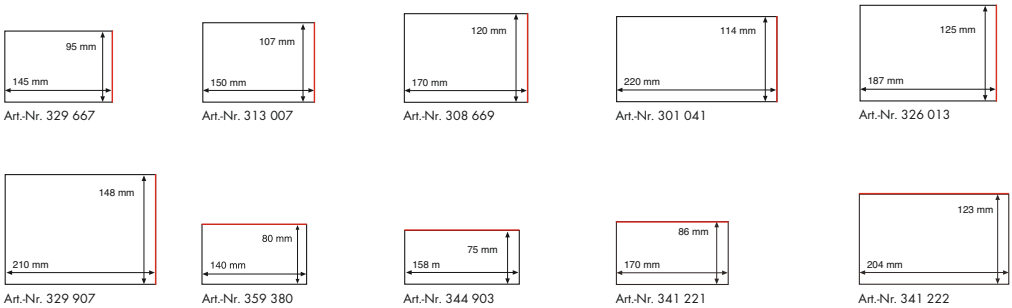 95 mm
145 mm
Art.-Nr. 329 667
107 mm
150 mm
Art.-Nr. 313 007
120 mm
170 mm
Art.-Nr. 308 669
114 mm
220 mm
Art.-Nr. 301 041
125 mm
187 mm
Art.-Nr. 326 013
148 mm
210 mm
Art.-Nr. 329 907
80 mm
140 mm
Art.-Nr. 359 380
75 mm
158 m
Art.-Nr. 344 903
86 mm
170 mm
Art.-Nr. 341 221
123 mm
204 mm
Art.-Nr. 341 222